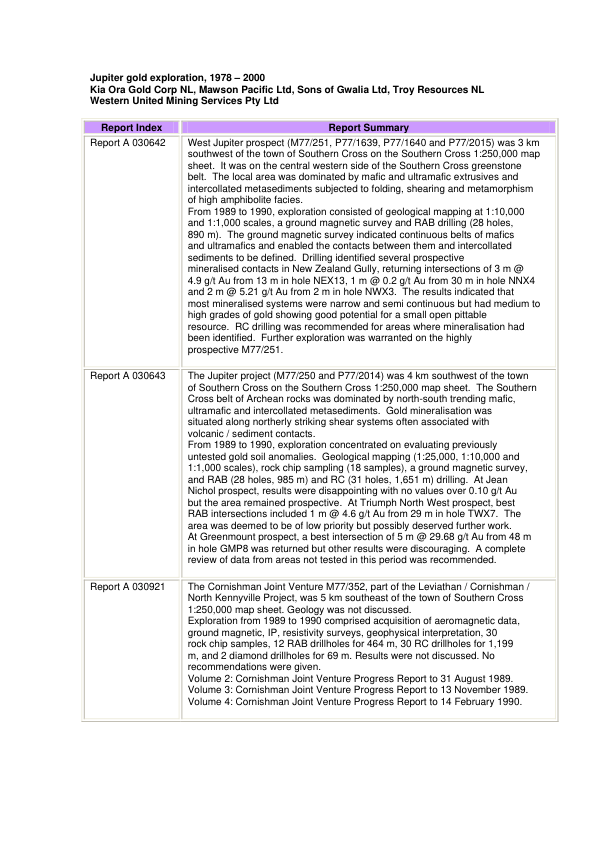 Jupiter gold exploration, 1978 – 2000
Kia Ora Gold Corp NL, Mawson Pacific Ltd, Sons of Gwalia Ltd, Troy Resources NL
Western United Mining Services Pty Ltd
Report Index
Report Summary
Report A 030642
West Jupiter prospect (M77/251, P77/1639, P77/1640 and P77/2015) was 3 km
southwest of the town of Southern Cross on the Southern Cross 1:250,000 map
sheet.  It was on the central western side of the Southern Cross greenstone
belt.  The local area was dominated by mafic and ultramafic extrusives and
intercollated metasediments subjected to folding, shearing and metamorphism
of high amphibolite facies.
From 1989 to 1990, exploration consisted of geological mapping at 1:10,000
and 1:1,000 scales, a ground magnetic survey and RAB drilling (28 holes,
890 m).  The ground magnetic survey indicated continuous belts of mafics
and ultramafics and enabled the contacts between them and intercollated
sediments to be defined.  Drilling identified several prospective
mineralised contacts in New Zealand Gully, returning intersections of 3 m @
4.9 g/t Au from 13 m in hole NEX13, 1 m @ 0.2 g/t Au from 30 m in hole NNX4
and 2 m @ 5.21 g/t Au from 2 m in hole NWX3.  The results indicated that
most mineralised systems were narrow and semi continuous but had medium to
high grades of gold showing good potential for a small open pittable
resource.  RC drilling was recommended for areas where mineralisation had
been identified.  Further exploration was warranted on the highly
prospective M77/251.
Report A 030643
The Jupiter project (M77/250 and P77/2014) was 4 km southwest of the town
of Southern Cross on the Southern Cross 1:250,000 map sheet.  The Southern
Cross belt of Archean rocks was dominated by north-south trending mafic,
ultramafic and intercollated metasediments.  Gold mineralisation was
situated along northerly striking shear systems often associated with
volcanic / sediment contacts.
From 1989 to 1990, exploration concentrated on evaluating previously
untested gold soil anomalies.  Geological mapping (1:25,000, 1:10,000 and
1:1,000 scales), rock chip sampling (18 samples), a ground magnetic survey,
and RAB (28 holes, 985 m) and RC (31 holes, 1,651 m) drilling.  At Jean
Nichol prospect, results were disappointing with no values over 0.10 g/t Au
but the area remained prospective.  At Triumph North West prospect, best
RAB intersections included 1 m @ 4.6 g/t Au from 29 m in hole TWX7.  The
area was deemed to be of low priority but possibly deserved further work.
At Greenmount prospect, a best intersection of 5 m @ 29.68 g/t Au from 48 m
in hole GMP8 was returned but other results were discouraging.  A complete
review of data from areas not tested in this period was recommended.
Report A 030921
The Cornishman Joint Venture M77/352, part of the Leviathan / Cornishman /
North Kennyville Project, was 5 km southeast of the town of Southern Cross
1:250,000 map sheet. Geology was not discussed.
Exploration from 1989 to 1990 comprised acquisition of aeromagnetic data,
ground magnetic, IP, resistivity surveys, geophysical interpretation, 30
rock chip samples, 12 RAB drillholes for 464 m, 30 RC drillholes for 1,199
m, and 2 diamond drillholes for 69 m. Results were not discussed. No
recommendations were given.
Volume 2: Cornishman Joint Venture Progress Report to 31 August 1989.
Volume 3: Cornishman Joint Venture Progress Report to 13 November 1989.
Volume 4: Cornishman Joint Venture Progress Report to 14 February 1990.